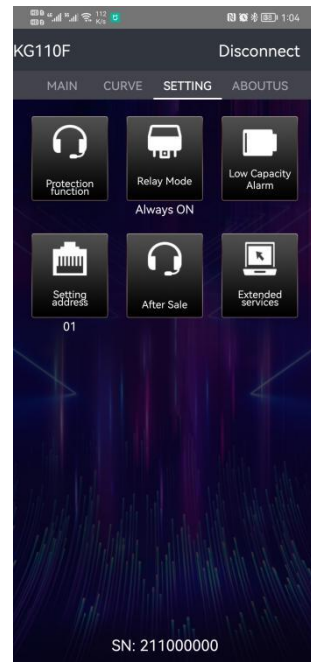 112
K/s
1:04
KG110F
Disconnect
MAIN CURVE SETTING ABOUTUS
Protection
function
Relay Mode
Low Capacity
Alarm
Always ON
Setting
address
After Sale
Extended
services
01
SN: 211000000